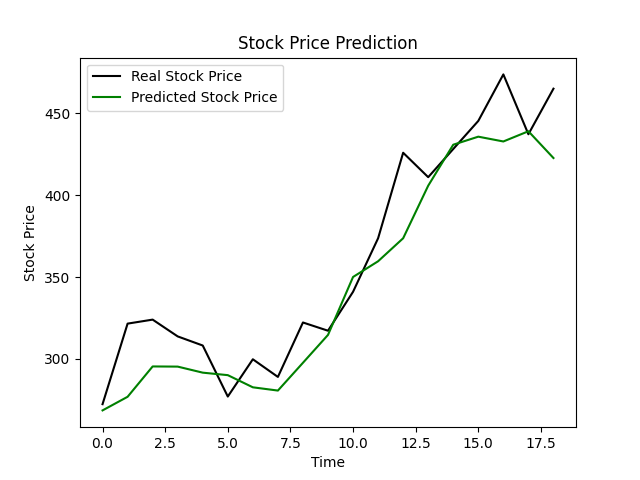 Stock Price Prediction
Real Stock Price
Predicted Stock Price
Stock Price
450
400
350
300
0.0 2.5 5.0 7.5 10.0 12.5 15.0 17.5
Time